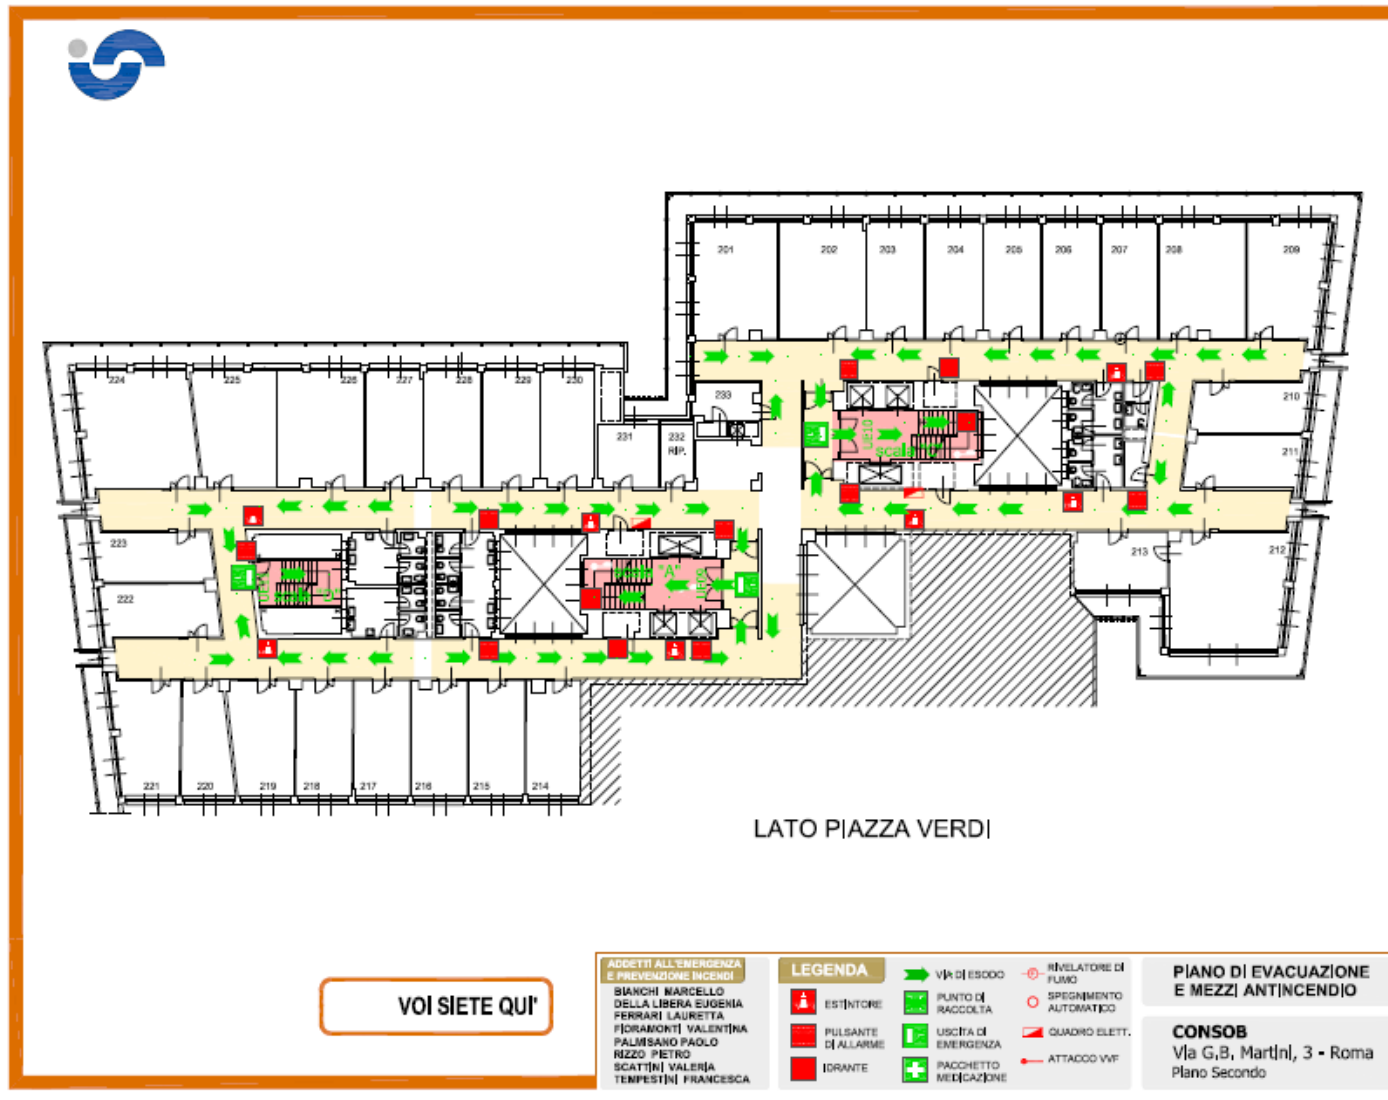 201 202 203 204 205 206 207 208 209
224 225 226 227 228 229 230
233
210
231 232
RIP.
211
UE10
scala "C"
223
213 212
222
scala "D"
scala "A"
221 220 219 218 217 216 215 214
LATO PIAZZA VERDI
VOI SIETE QUI'
ADDETTI ALL'EMERGENZA
E PREVENZIONE INCENDI
BIANCHI MARCELLO
DELLA LIBERA EUGENIA
FERRARI LAURETTA
FIORAMONTI VALENTINA
PALMISANO PAOLO
RIZZO PIETRO
SCATTINI VALERIA
TEMPESTINI FRANCESCA
LEGENDA
ESTINTORE
PULSANTE
DI ALLARME
IDRANTE
VIA DI ESODO
PUNTO DI
RACCOLTA
USCITA DI
EMERGENZA
PACCHETTO
MEDICAZIONE
RIVELATORE DI
FUMO
SPEGNIMENTO
AUTOMATICO
QUADRO ELETT.
ATTACCO VVF
PIANO DI EVACUAZIONE
E MEZZI ANTINCENDIO
CONSOB
Via G.B. Martini, 3 - Roma
Piano Secondo